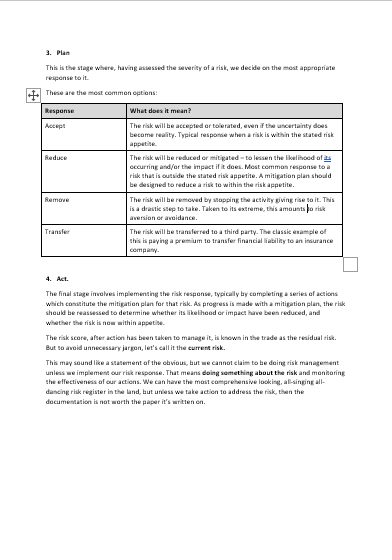 3. Plan
This is the stage where, having assessed the severity of a risk, we decide on the most appropriate
response to it.
These are the most common options:
Response What does it mean?
Accept The risk will be accepted or tolerated, even if the uncertainty does
become reality. Typical response when a risk is within the stated risk
appetite.
Reduce The risk will be reduced or mitigated – to lessen the likelihood of its
occurring and/or the impact if it does. Most common response to a
risk that is outside the stated risk appetite. A mitigation plan should
be designed to reduce a risk to within the risk appetite.
Remove The risk will be removed by stopping the activity giving rise to it. This
is a drastic step to take. Taken to its extreme, this amounts to risk
aversion or avoidance.
Transfer The risk will be transferred to a third party. The classic example of
this is paying a premium to transfer financial liability to an insurance
company.
4. Act.
The final stage involves implementing the risk response, typically by completing a series of actions
which constitute the mitigation plan for that risk. As progress is made with a mitigation plan, the risk
should be reassessed to determine whether its likelihood or impact have been reduced, and
whether the risk is now within appetite.
The risk score, after action has been taken to manage it, is known in the trade as the residual risk.
But to avoid unnecessary jargon, let's call it the current risk.
This may sound like a statement of the obvious, but we cannot claim to be doing risk management
unless we implement our risk response. That means doing something about the risk and monitoring
the effectiveness of our actions. We can have the most comprehensive looking, all-singing all-
dancing risk register in the land, but unless we take action to address the risk, then the
documentation is not worth the paper it's written on.